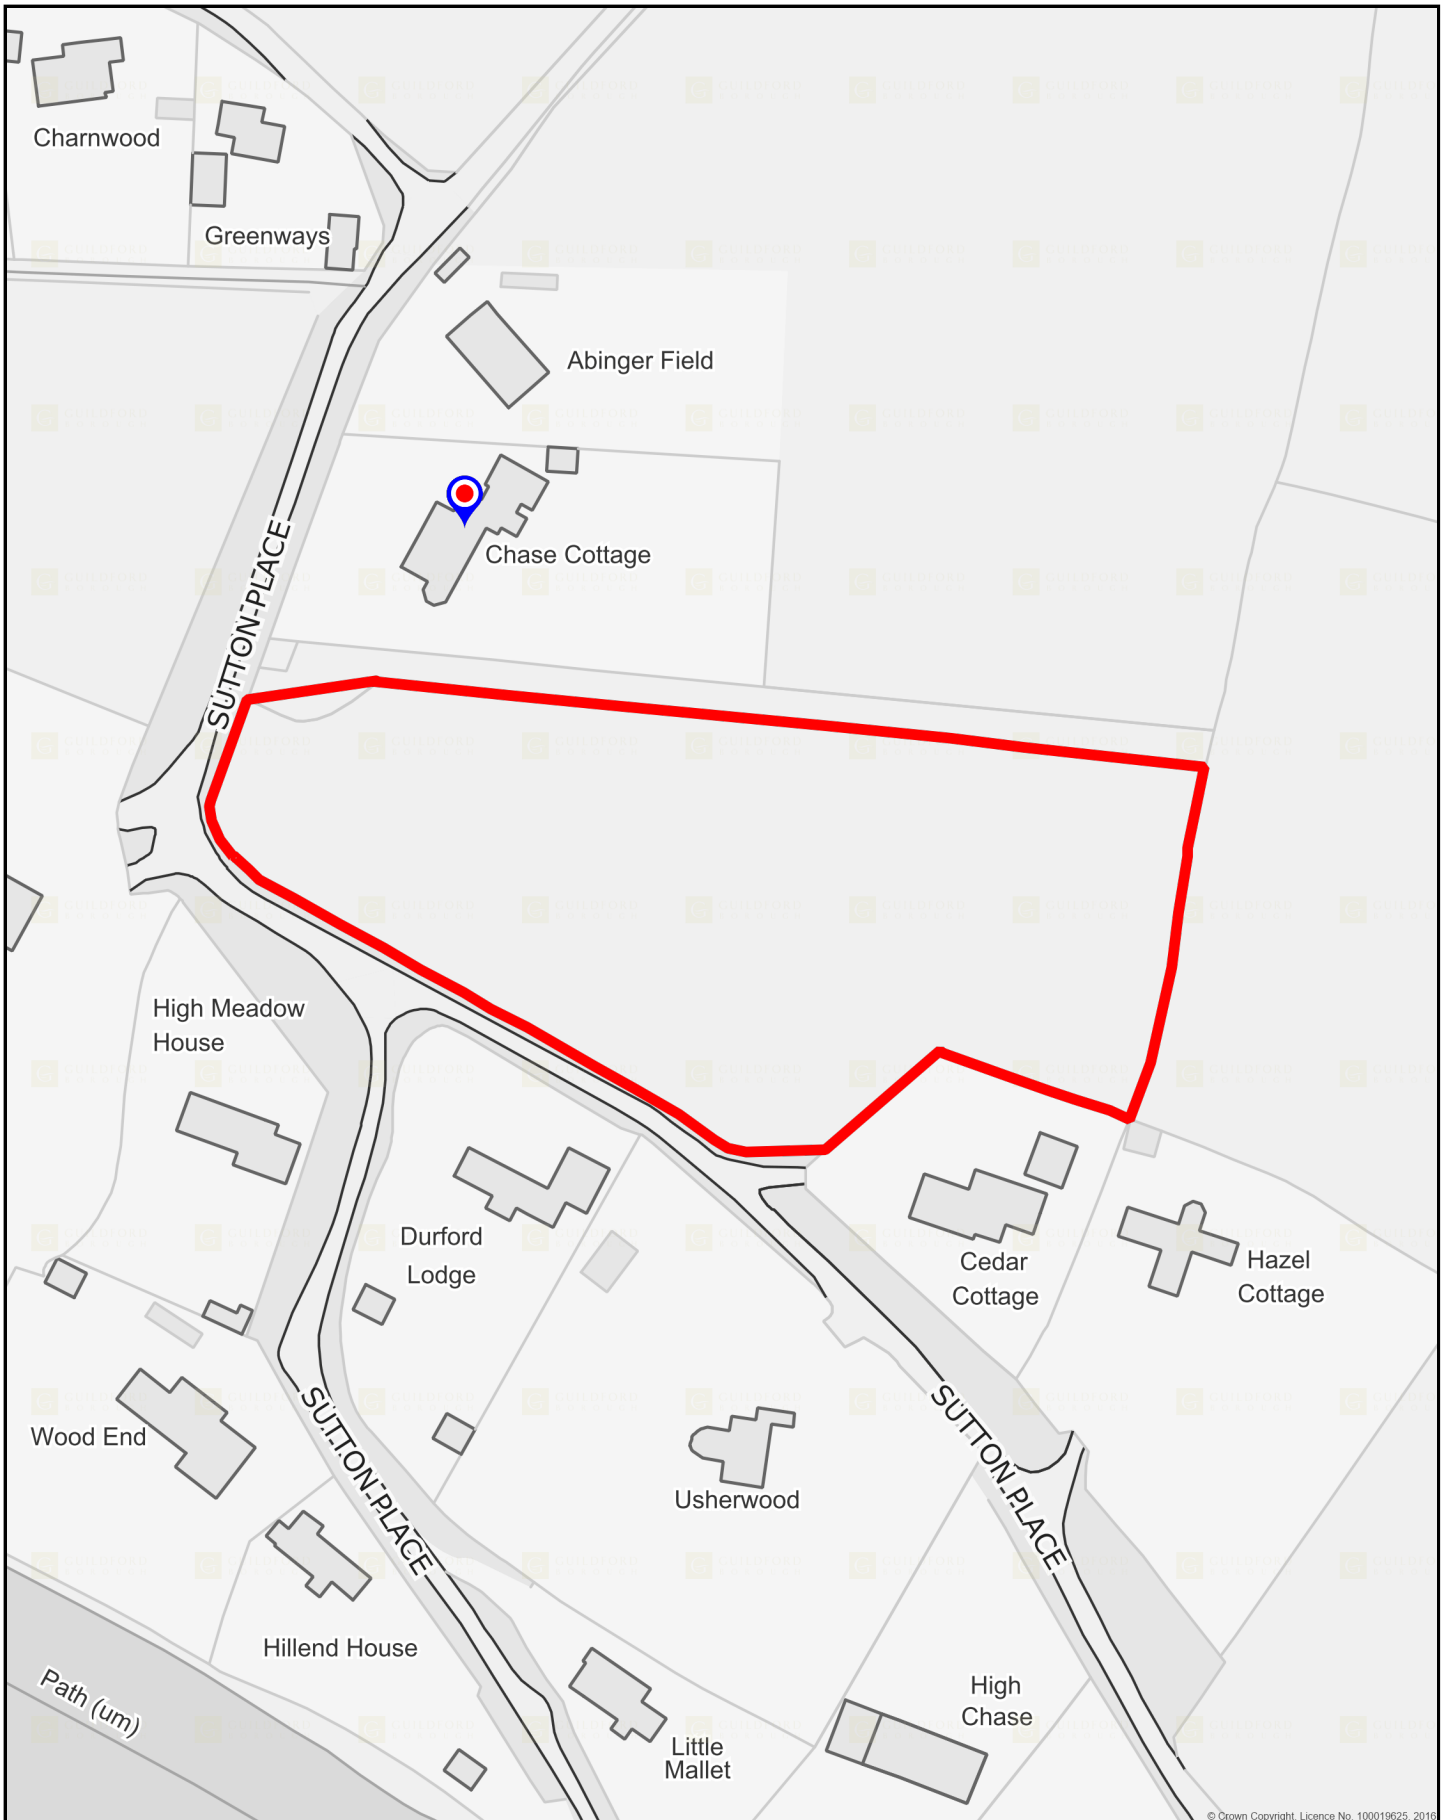 Charnwood
Greenways
Abinger Field
Chase Cottage
SUTTON PLACE
High Meadow
House
Durford
Lodge
Cedar
Cottage
Hazel
Cottage
Wood End
SUTTON PLACE
SUTTON PLACE
Usherwood
Hillend House
Path (um)
High
Chase
Little
Mallet
© Crown Copyright. Licence No. 100019625, 2016